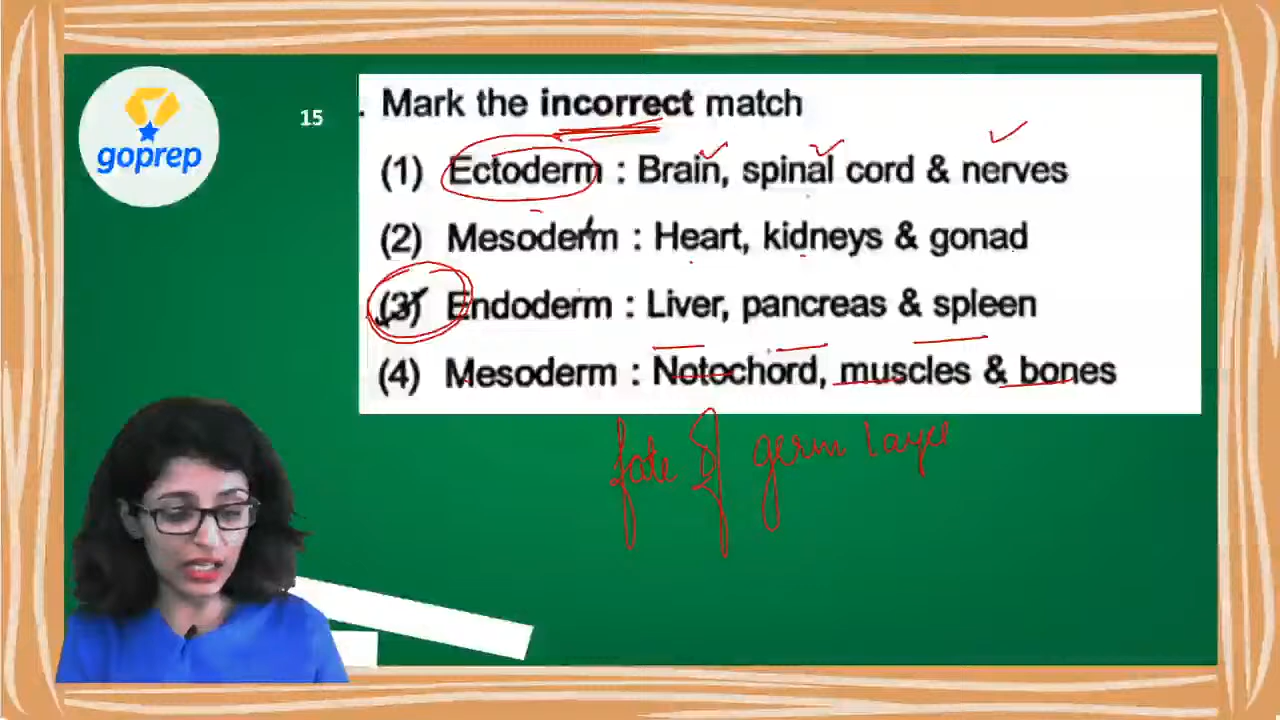 goprep
15
. Mark the incorrect match
(1) Ectoderm : Brain, spinal cord & nerves
(2) Mesoderm : Heart, kidneys & gonad
(3) Endoderm : Liver, pancreas & spleen
(4) Mesoderm : Notochord, muscles & bones
fate of germ layer